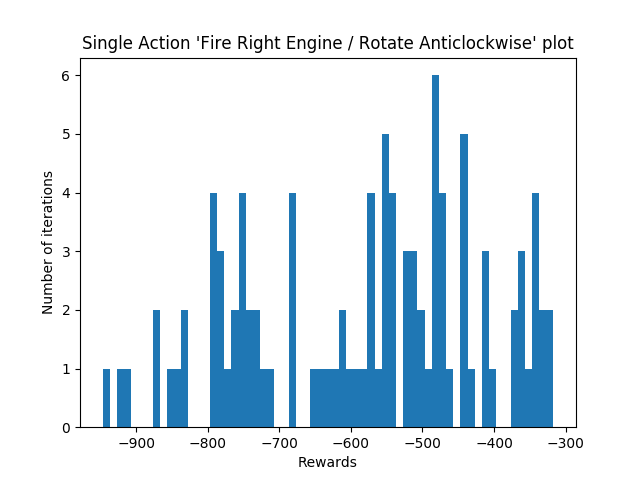 Single Action 'Fire Right Engine / Rotate Anticlockwise' plot
6
5
4
3
2
1
0
Number of iterations
−900 −800 −700 −600 −500 −400 −300
Rewards